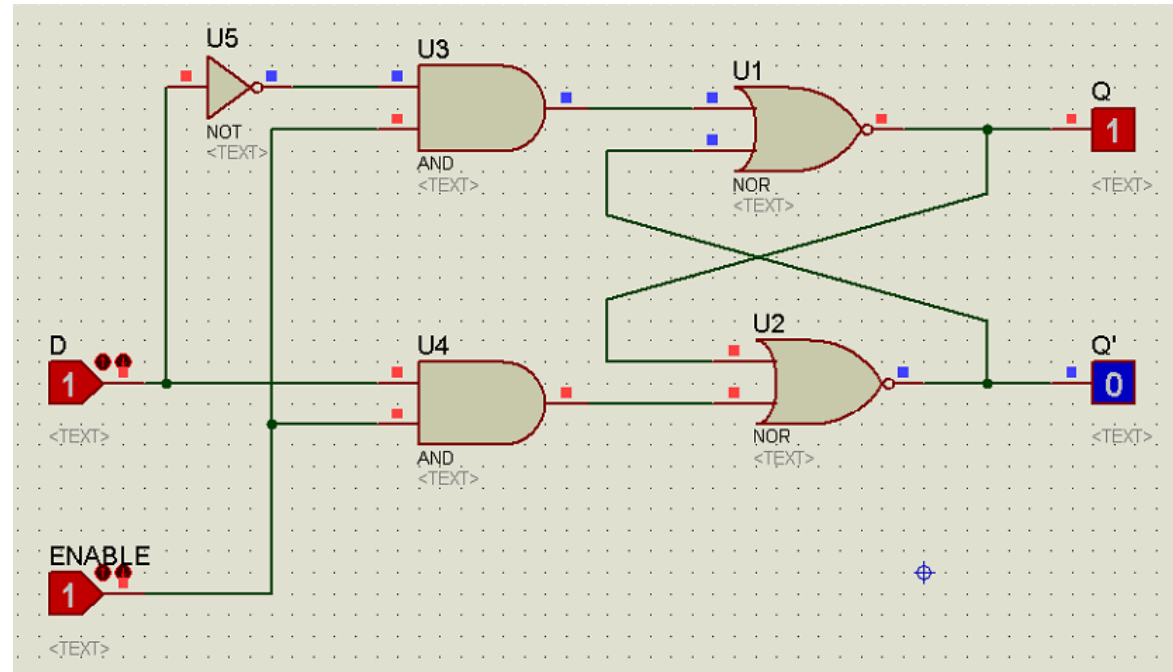 U5
NOT
<TEXT>
U3
AND
<TEXT>
U1
NOR
<TEXT>
Q
1
<TEXT>
D
1
<TEXT>
U4
AND
<TEXT>
U2
NOR
<TEXT>
Q'
0
<TEXT>
ENABLE
1
<TEXT>